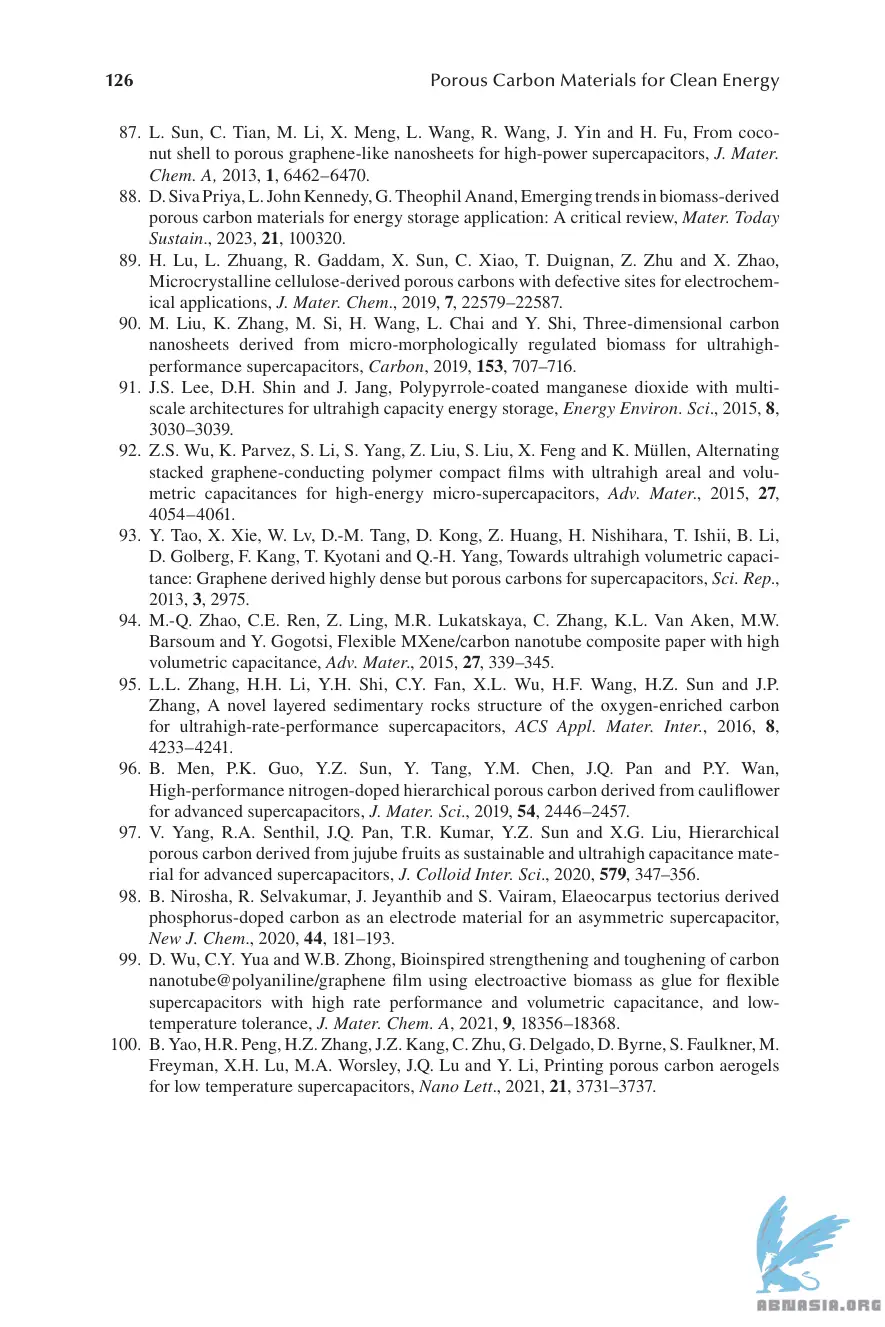 126 Porous Carbon Materials for Clean Energy
87. L. Sun, C. Tian, M. Li, X. Meng, L. Wang, R. Wang, J. Yin and H. Fu, From coco-
nut shell to porous graphene-like nanosheets for high-power supercapacitors, J. Mater.
Chem. A, 2013, 1, 6462–6470.
88. D. Siva Priya, L. John Kennedy, G. Theophil Anand, Emerging trends in biomass-derived
porous carbon materials for energy storage application: A critical review, Mater. Today
Sustain., 2023, 21, 100320.
89. H. Lu, L. Zhuang, R. Gaddam, X. Sun, C. Xiao, T. Duignan, Z. Zhu and X. Zhao,
Microcrystalline cellulose-derived porous carbons with defective sites for electrochem-
ical applications, J. Mater. Chem., 2019, 7, 22579–22587.
90. M. Liu, K. Zhang, M. Si, H. Wang, L. Chai and Y. Shi, Three-dimensional carbon
nanosheets derived from micro-morphologically regulated biomass for ultrahigh-
performance supercapacitors, Carbon, 2019, 153, 707–716.
91. J.S. Lee, D.H. Shin and J. Jang, Polypyrrole-coated manganese dioxide with multi-
scale architectures for ultrahigh capacity energy storage, Energy Environ. Sci., 2015, 8,
3030–3039.
92. Z.S. Wu, K. Parvez, S. Li, S. Yang, Z. Liu, S. Liu, X. Feng and K. Müllen, Alternating
stacked graphene-conducting polymer compact films with ultrahigh areal and volu-
metric capacitances for high-energy micro-supercapacitors, Adv. Mater., 2015, 27,
4054–4061.
93. Y. Tao, X. Xie, W. Lv, D.-M. Tang, D. Kong, Z. Huang, H. Nishihara, T. Ishii, B. Li,
D. Golberg, F. Kang, T. Kyotani and Q.-H. Yang, Towards ultrahigh volumetric capaci-
tance: Graphene derived highly dense but porous carbons for supercapacitors, Sci. Rep.,
2013, 3, 2975.
94. M.-Q. Zhao, C.E. Ren, Z. Ling, M.R. Lukatskaya, C. Zhang, K.L. Van Aken, M.W.
Barsoum and Y. Gogotsi, Flexible MXene/carbon nanotube composite paper with high
volumetric capacitance, Adv. Mater., 2015, 27, 339–345.
95. L.L. Zhang, H.H. Li, Y.H. Shi, C.Y. Fan, X.L. Wu, H.F. Wang, H.Z. Sun and J.P.
Zhang, A novel layered sedimentary rocks structure of the oxygen-enriched carbon
for ultrahigh-rate-performance supercapacitors, ACS Appl. Mater. Inter., 2016, 8,
4233–4241.
96. B. Men, P.K. Guo, Y.Z. Sun, Y. Tang, Y.M. Chen, J.Q. Pan and P.Y. Wan,
High-performance nitrogen-doped hierarchical porous carbon derived from cauliflower
for advanced supercapacitors, J. Mater. Sci., 2019, 54, 2446–2457.
97. V. Yang, R.A. Senthil, J.Q. Pan, T.R. Kumar, Y.Z. Sun and X.G. Liu, Hierarchical
porous carbon derived from jujube fruits as sustainable and ultrahigh capacitance mate-
rial for advanced supercapacitors, J. Colloid Inter. Sci., 2020, 579, 347–356.
98. B. Nirosha, R. Selvakumar, J. Jeyanthib and S. Vairam, Elaeocarpus tectorius derived
phosphorus-doped carbon as an electrode material for an asymmetric supercapacitor,
New J. Chem., 2020, 44, 181–193.
99. D. Wu, C.Y. Yua and W.B. Zhong, Bioinspired strengthening and toughening of carbon
nanotube@polyaniline/graphene film using electroactive biomass as glue for flexible
supercapacitors with high rate performance and volumetric capacitance, and low-
temperature tolerance, J. Mater. Chem. A, 2021, 9, 18356–18368.
100. B. Yao, H.R. Peng, H.Z. Zhang, J.Z. Kang, C. Zhu, G. Delgado, D. Byrne, S. Faulkner, M.
Freyman, X.H. Lu, M.A. Worsley, J.Q. Lu and Y. Li, Printing porous carbon aerogels
for low temperature supercapacitors, Nano Lett., 2021, 21, 3731–3737.
ABNASIA.ORG